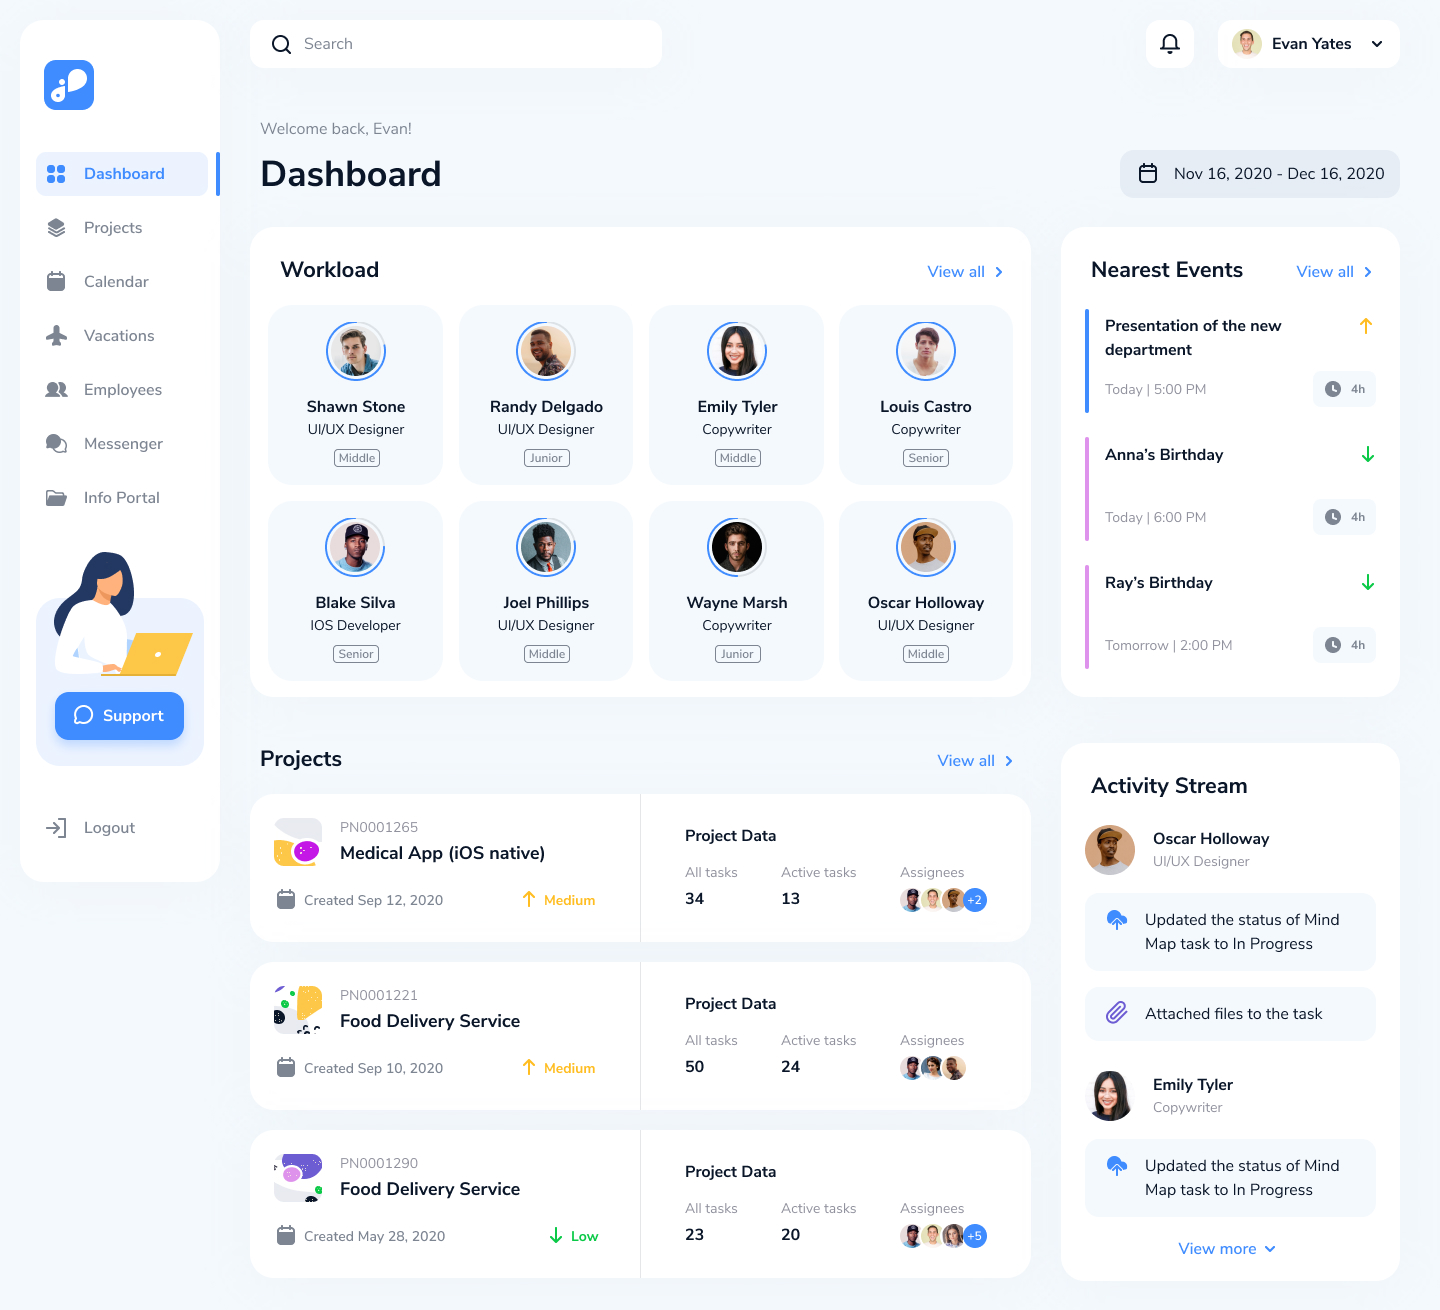 Search
Evan Yates
Dashboard
Projects
Calendar
Vacations
Employees
Messenger
Info Portal
Support
Logout
Welcome back, Evan!
Dashboard
Nov 16, 2020 - Dec 16, 2020
Workload
View all
Shawn Stone
UI/UX Designer
Middle
Randy Delgado
UI/UX Designer
Junior
Emily Tyler
Copywriter
Middle
Louis Castro
Copywriter
Senior
Blake Silva
IOS Developer
Senior
Joel Phillips
UI/UX Designer
Middle
Wayne Marsh
Copywriter
Junior
Oscar Holloway
UI/UX Designer
Middle
Nearest Events
View all
Presentation of the new
department
Today | 5:00 PM
4h
Anna’s Birthday
Today | 6:00 PM
4h
Ray’s Birthday
Tomorrow | 2:00 PM
4h
Projects
View all
PN0001265
Medical App (iOS native)
Created Sep 12, 2020
Medium
Project Data
All tasks
34
Active tasks
13
Assignees
+2
PN0001221
Food Delivery Service
Created Sep 10, 2020
Medium
Project Data
All tasks
50
Active tasks
24
Assignees
PN0001290
Food Delivery Service
Created May 28, 2020
Low
Project Data
All tasks
23
Active tasks
20
Assignees
+5
Activity Stream
Oscar Holloway
UI/UX Designer
Updated the status of Mind
Map task to In Progress
Attached files to the task
Emily Tyler
Copywriter
Updated the status of Mind
Map task to In Progress
View more